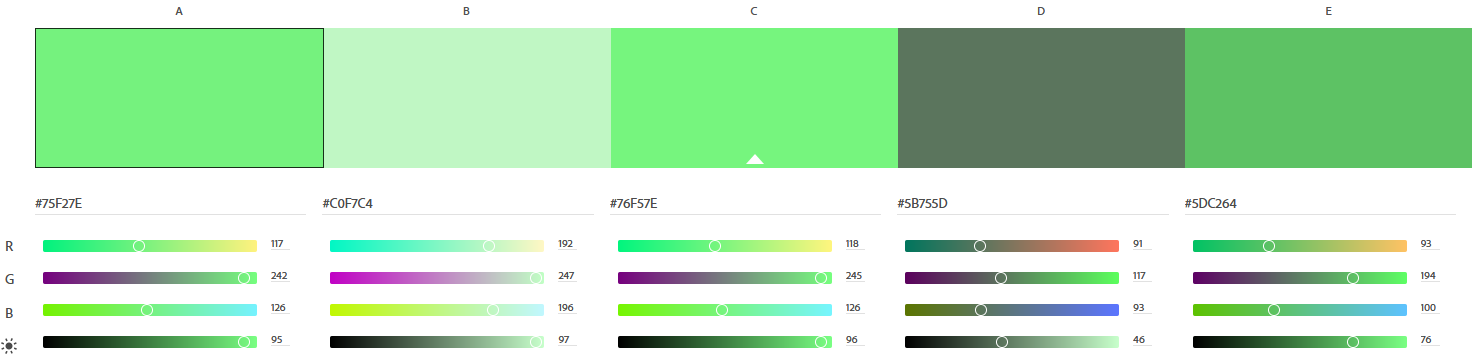 A B C D E
#75F27E #C0F7C4 #76F57E #5B755D #5DC264
R 117 192 118 91 93
G 242 247 245 117 194
B 126 196 126 93 100
95 97 96 46 76